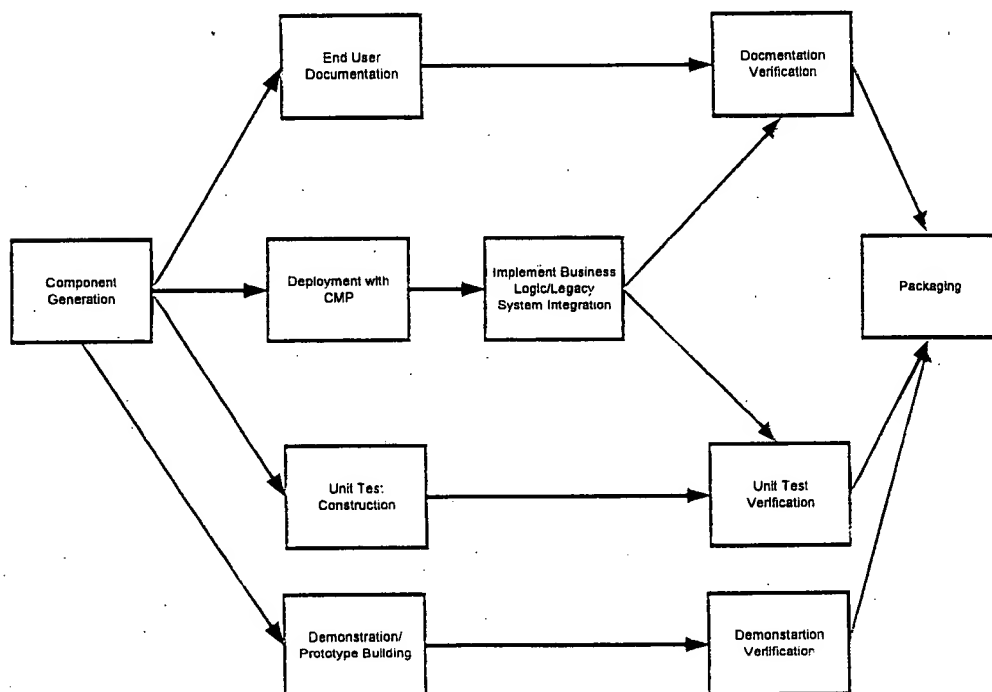 End User
Documentation
Docmentation
Verification
Component
Generation
Deployment with
CMP
Implement Business
Logic/Legacy
System Integration
Packaging
Unit Test
Construction
Unit Test
Verification
Demonstration/
Prototype Building
Demonstartion
Verification